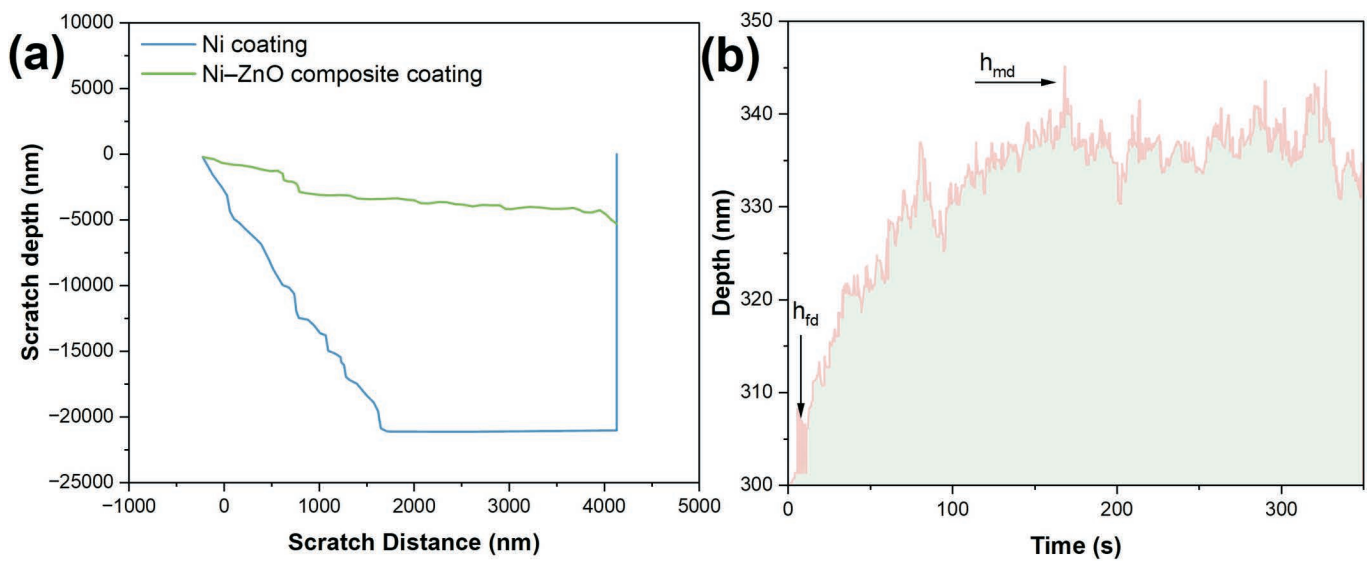 (a)
Ni coating
Ni–ZnO composite coating
Scratch depth (nm)
10000
7500
5000
0
−5000
−10000
−15000
−20000
−25000
−1000 0 1000 2000 3000 4000 5000
Scratch Distance (nm)
(b)
h_md
h_fd
Depth (nm)
350
340
330
320
310
300
0 100 200 300
Time (s)